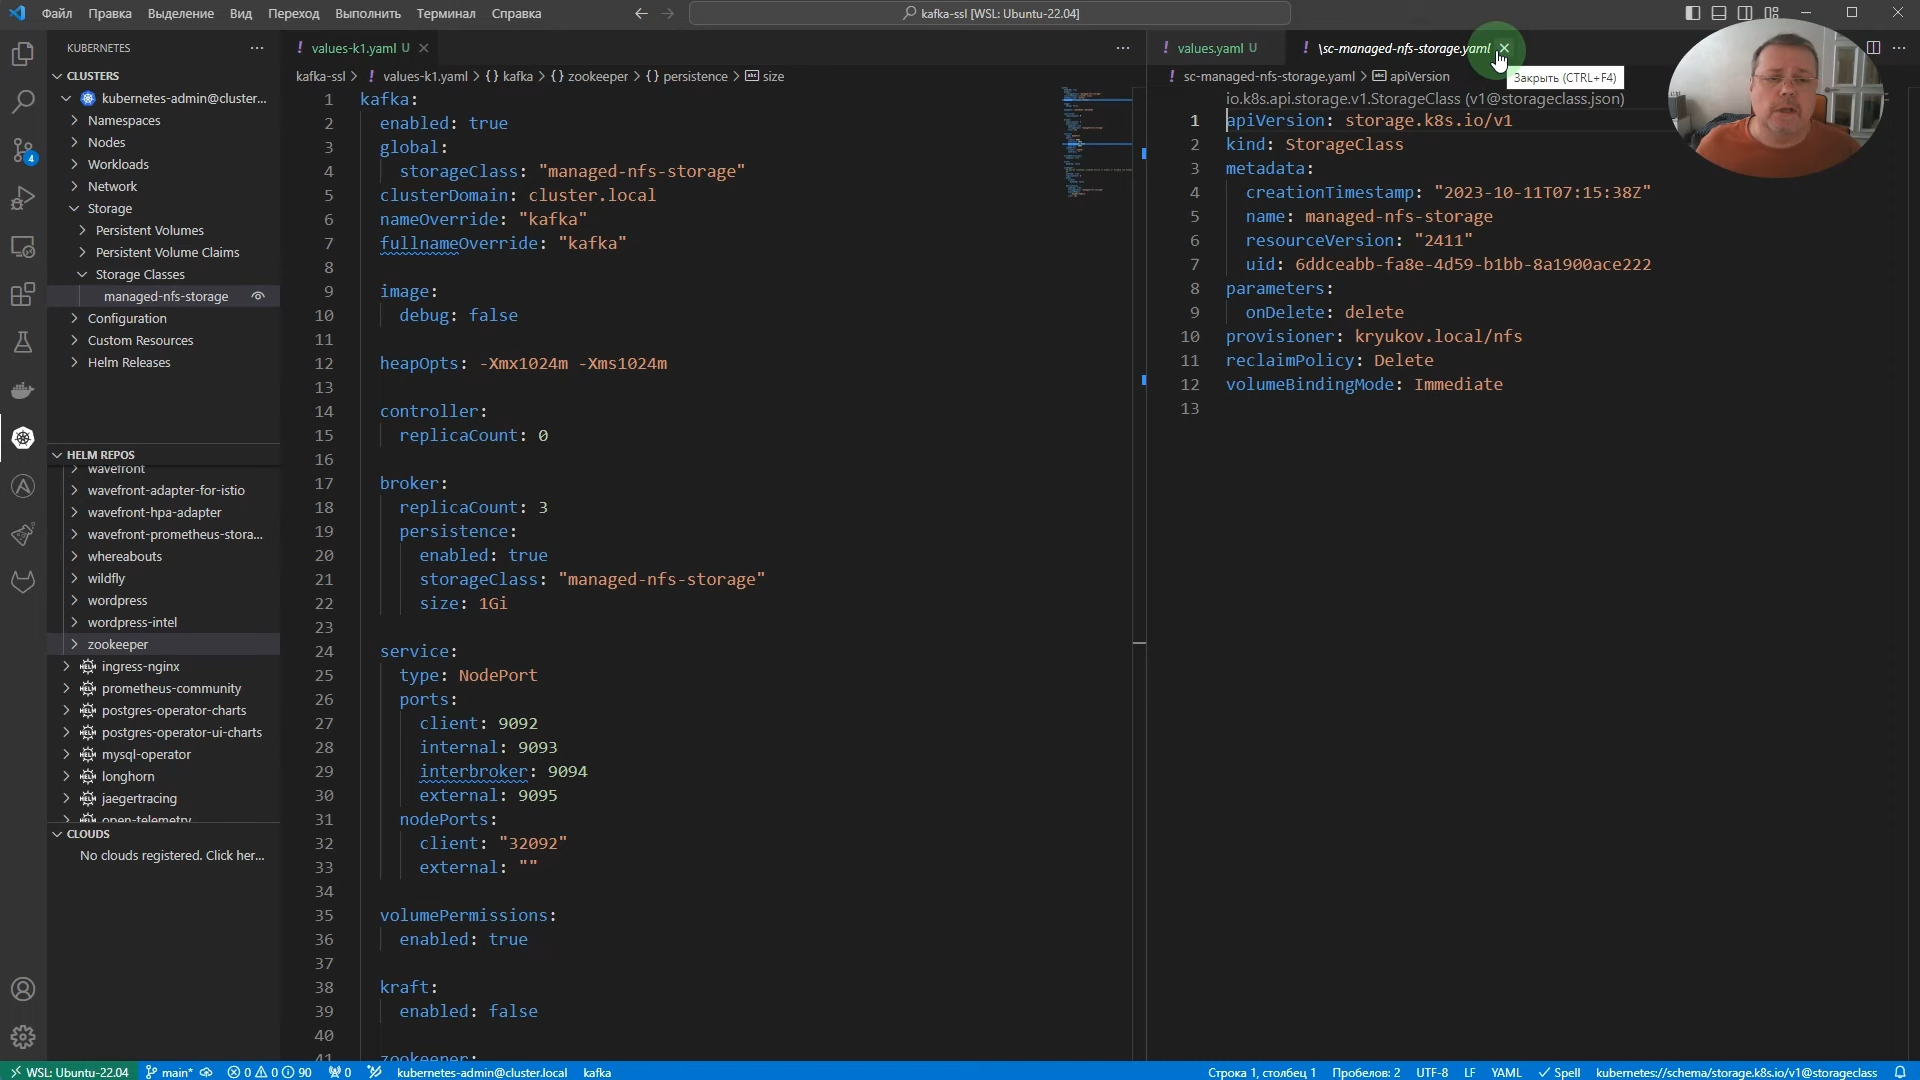 Файл Правка Выделение Вид Переход Выполнить Терминал Справка
kafka-ssl [WSL: Ubuntu-22.04]
KUBERNETES
CLUSTERS
kubernetes-admin@cluster...
Namespaces
Nodes
Workloads
Network
Storage
Persistent Volumes
Persistent Volume Claims
Storage Classes
managed-nfs-storage
Configuration
Custom Resources
Helm Releases
HELM REPOS
wavefront
wavefront-adapter-for-istio
wavefront-hpa-adapter
wavefront-prometheus-stora...
whereabouts
wildfly
wordpress
wordpress-intel
zookeeper
ingress-nginx
prometheus-community
postgres-operator-charts
postgres-operator-ui-charts
mysql-operator
longhorn
jaegertracing
open-telemetry
CLOUDS
No clouds registered. Click her...
4
! values-k1.yaml U
kafka-ssl > ! values-k1.yaml > {} kafka > {} zookeeper > {} persistence > size
1 kafka:
2 enabled: true
3 global:
4 storageClass: "managed-nfs-storage"
5 clusterDomain: cluster.local
6 nameOverride: "kafka"
7 fullnameOverride: "kafka"
8
9 image:
10 debug: false
11
12 heapOpts: -Xmx1024m -Xms1024m
13
14 controller:
15 replicaCount: 0
16
17 broker:
18 replicaCount: 3
19 persistence:
20 enabled: true
21 storageClass: "managed-nfs-storage"
22 size: 1Gi
23
24 service:
25 type: NodePort
26 ports:
27 client: 9092
28 internal: 9093
29 interbroker: 9094
30 external: 9095
31 nodePorts:
32 client: "32092"
33 external: ""
34
35 volumePermissions:
36 enabled: true
37
38 kraft:
39 enabled: false
40
41 zookeeper:
! values.yaml U
! \sc-managed-nfs-storage.yaml
Закрыть (CTRL+F4)
! sc-managed-nfs-storage.yaml > apiVersion
io.k8s.api.storage.v1.StorageClass (v1@storageclass.json)
1 apiVersion: storage.k8s.io/v1
2 kind: StorageClass
3 metadata:
4 creationTimestamp: "2023-10-11T07:15:38Z"
5 name: managed-nfs-storage
6 resourceVersion: "2411"
7 uid: 6ddceabb-fa8e-4d59-b1bb-8a1900ace222
8 parameters:
9 onDelete: delete
10 provisioner: kryukov.local/nfs
11 reclaimPolicy: Delete
12 volumeBindingMode: Immediate
13
WSL: Ubuntu-22.04 main* 0 0 90 0 kubernetes-admin@cluster.local kafka
Строка 1, столбец 1 Пробелов: 2 UTF-8 LF YAML Spell kubernetes://schema/storage.k8s.io/v1@storageclass